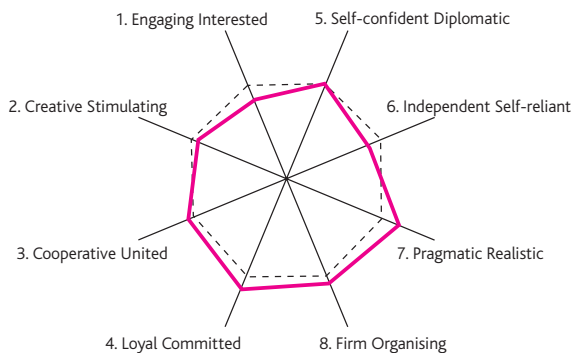 1. Engaging Interested
5. Self-confident Diplomatic
2. Creative Stimulating
6. Independent Self-reliant
3. Cooperative United
7. Pragmatic Realistic
4. Loyal Committed
8. Firm Organising